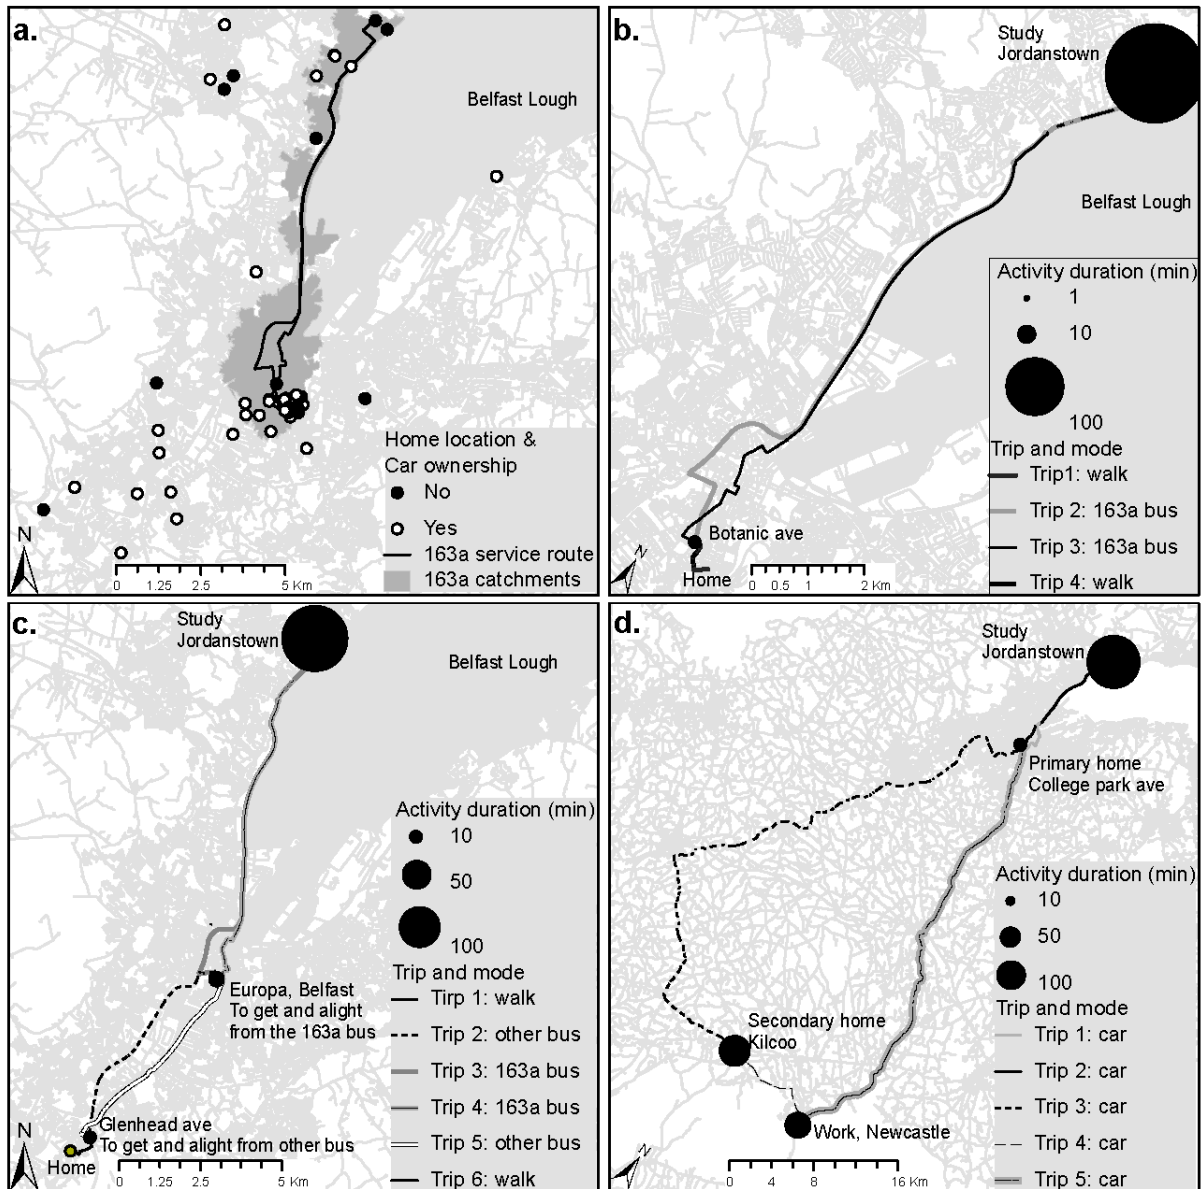 a.
Belfast Lough
Home location &
Car ownership
No
Yes
163a service route
163a catchments
N
0 1.25 2.5 5 Km
b.
Study
Jordanstown
Belfast Lough
Activity duration (min)
1
10
100
Trip and mode
Trip1: walk
Trip 2: 163a bus
Trip 3: 163a bus
Trip 4: walk
Botanic ave
Home
N
0 0.5 1 2 Km
c.
Study
Jordanstown
Belfast Lough
Activity duration (min)
10
50
100
Trip and mode
Tirp 1: walk
Trip 2: other bus
Trip 3: 163a bus
Trip 4: 163a bus
Trip 5: other bus
Trip 6: walk
Europa, Belfast
To get and alight
from the 163a bus
Glenhead ave
To get and alight from other bus
Home
N
0 1.25 2.5 5 Km
d.
Study
Jordanstown
Primary home
College park ave
Activity duration (min)
10
50
100
Trip and mode
Trip 1: car
Trip 2: car
Trip 3: car
Trip 4: car
Trip 5: car
Secondary home
Kilcoo
Work, Newcastle
N
0 4 8 16 Km